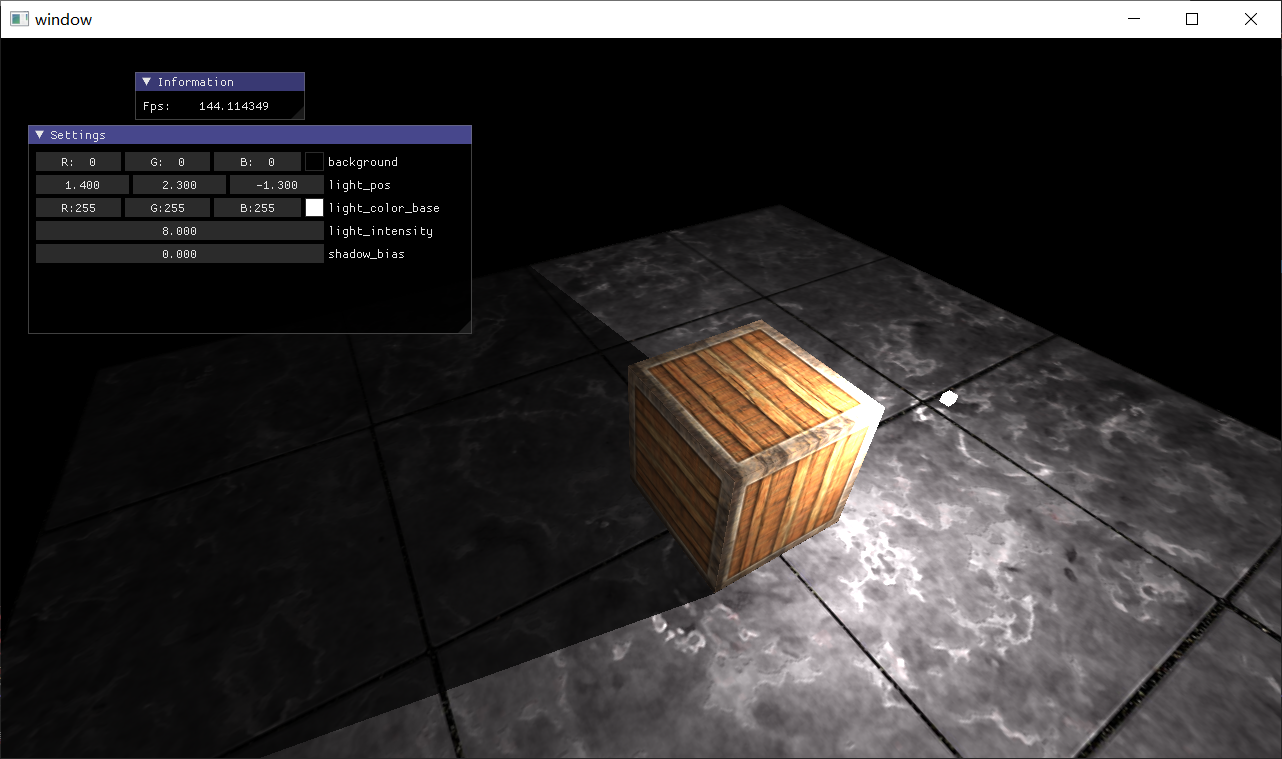 window
Information
Fps: 144.114349
Settings
R: 0 G: 0 B: 0 background
1.400 2.300 -1.300 light_pos
R:255 G:255 B:255 light_color_base
8.000 light_intensity
0.000 shadow_bias